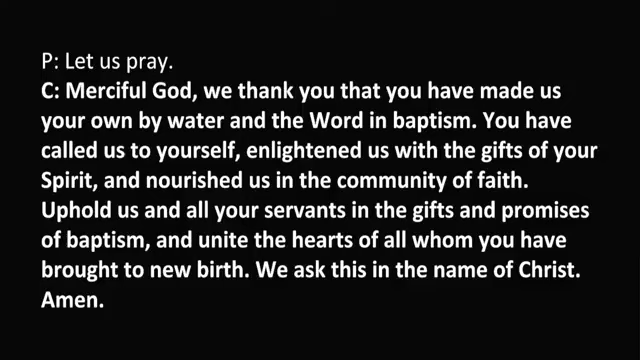 P: Let us pray.
C: Merciful God, we thank you that you have made us
your own by water and the Word in baptism. You have
called us to yourself, enlightened us with the gifts of your
Spirit, and nourished us in the community of faith.
Uphold us and all your servants in the gifts and promises
of baptism, and unite the hearts of all whom you have
brought to new birth. We ask this in the name of Christ.
Amen.